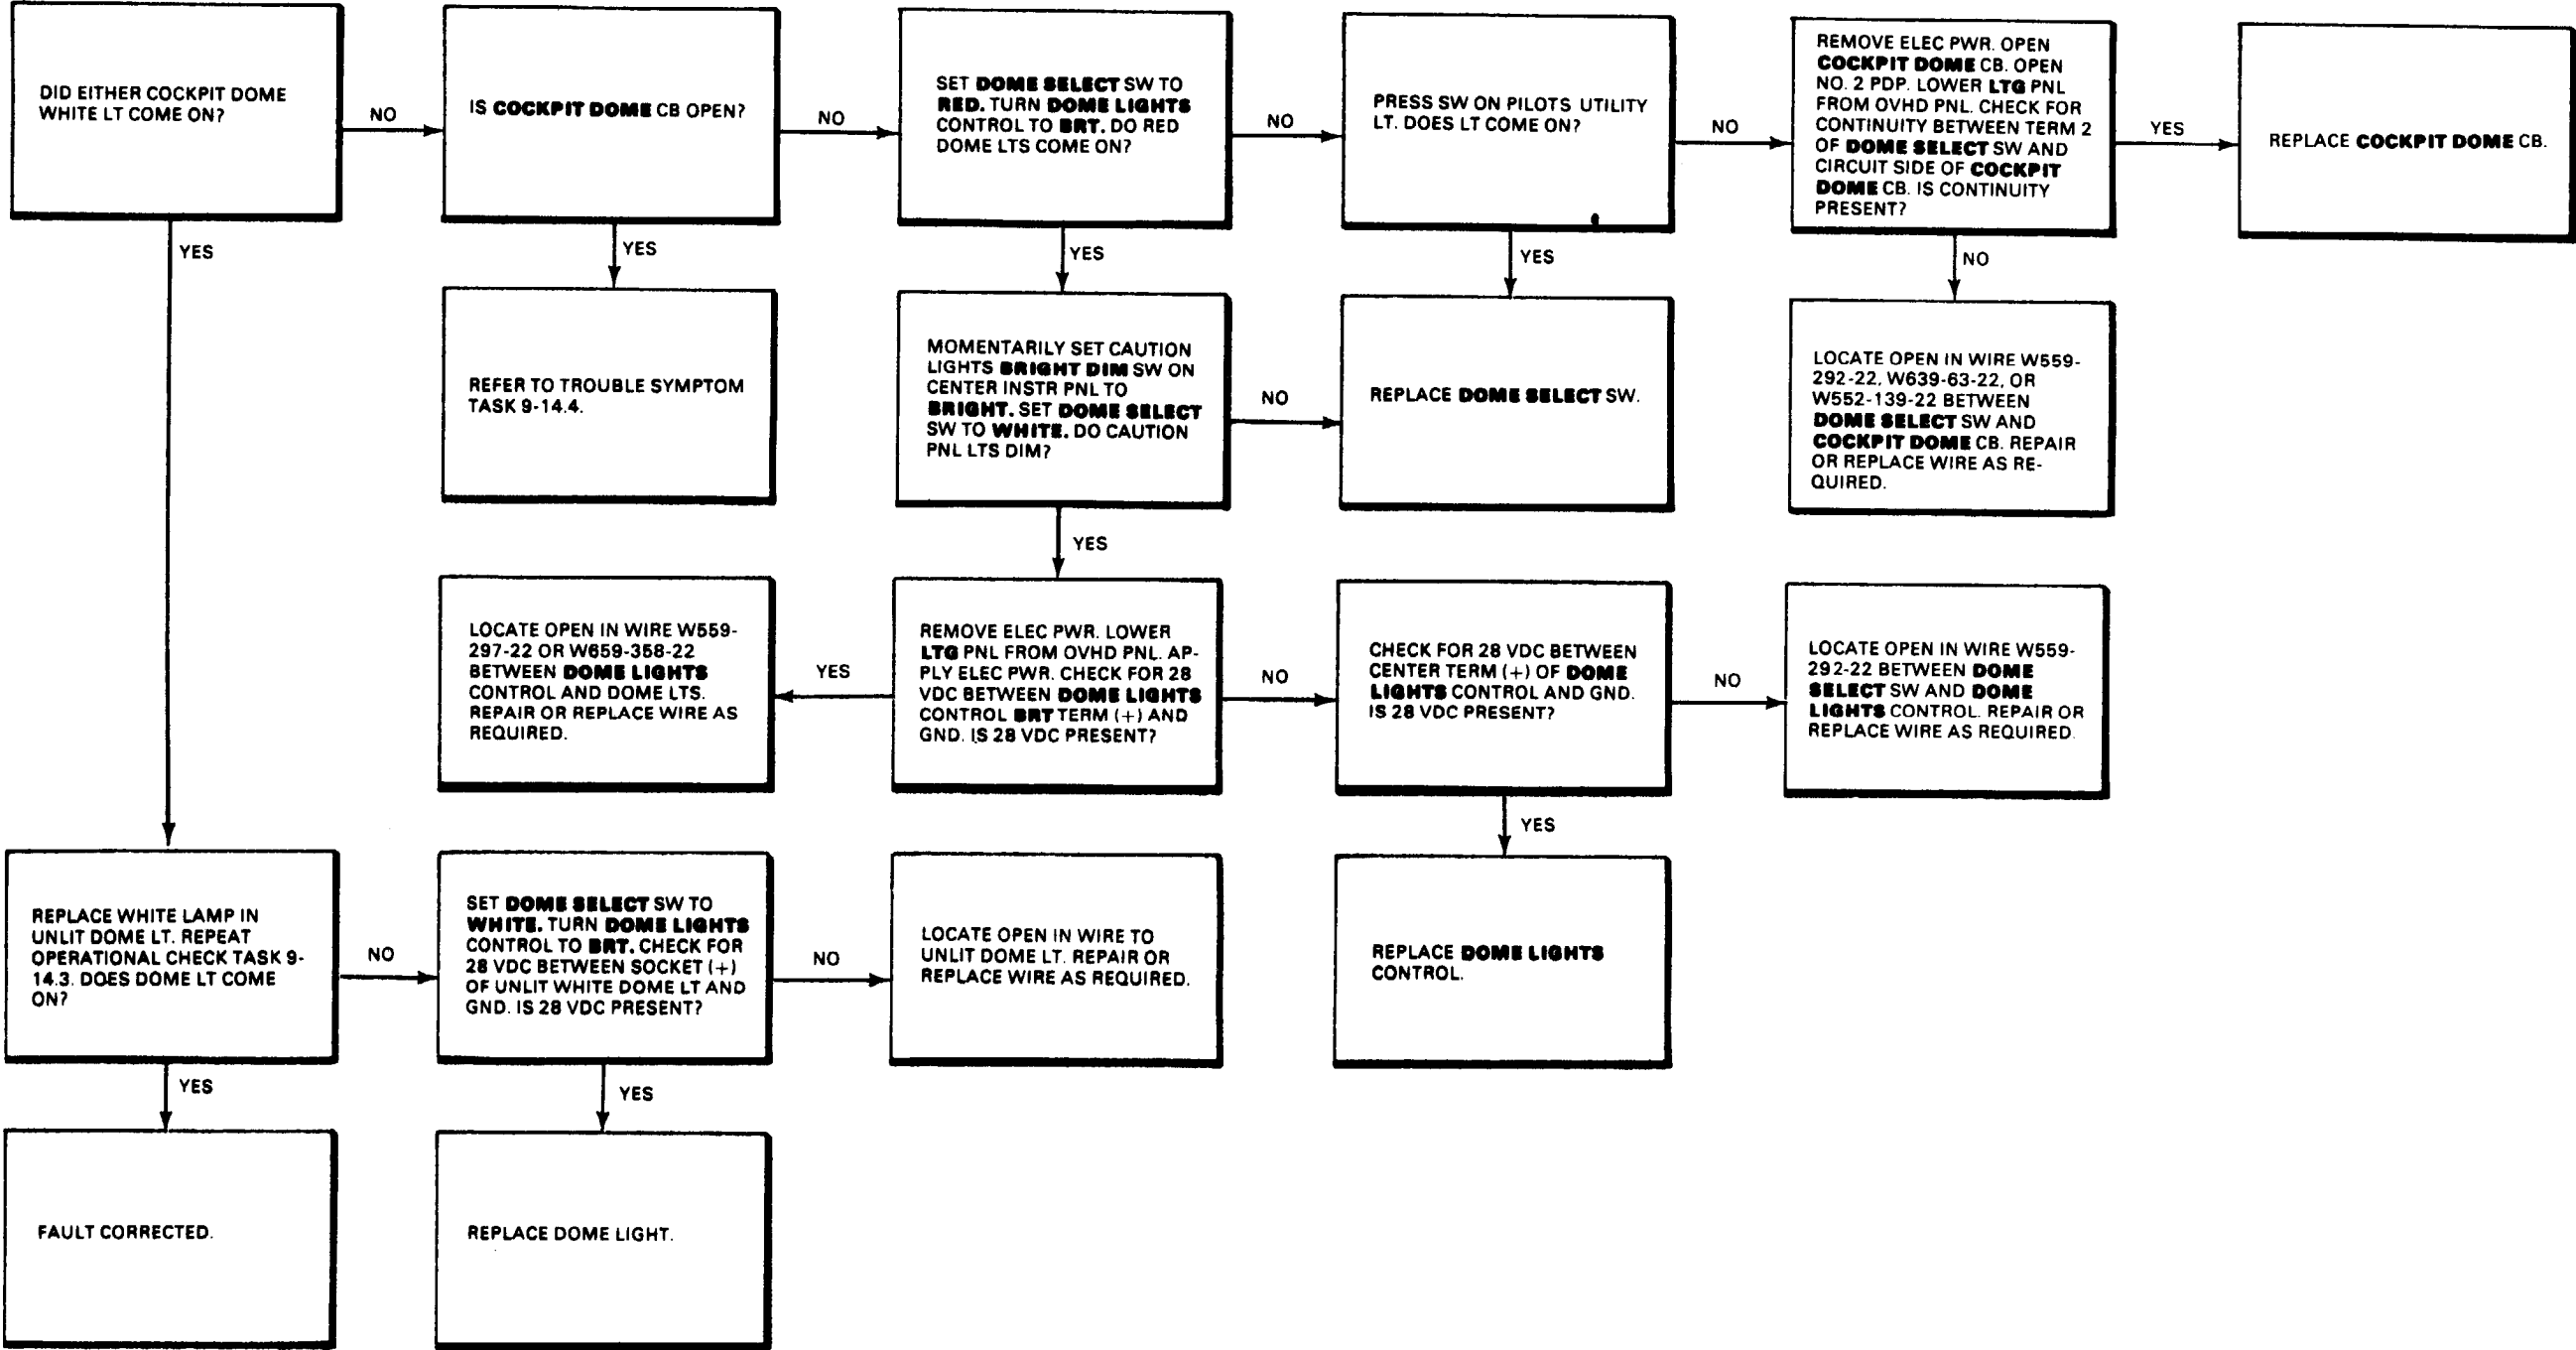 DID EITHER COCKPIT DOME
WHITE LT COME ON?
NO
IS COCKPIT DOME CB OPEN?
NO
SET DOME SELECT SW TO
RED. TURN DOME LIGHTS
CONTROL TO BRT. DO RED
DOME LTS COME ON?
NO
PRESS SW ON PILOTS UTILITY
LT. DOES LT COME ON?
NO
REMOVE ELEC PWR. OPEN
COCKPIT DOME CB. OPEN
NO. 2 PDP. LOWER LTG PNL
FROM OVHD PNL. CHECK FOR
CONTINUITY BETWEEN TERM 2
OF DOME SELECT SW AND
CIRCUIT SIDE OF COCKPIT
DOME CB. IS CONTINUITY
PRESENT?
YES
REPLACE COCKPIT DOME CB.
YES
YES
YES
YES
NO
REFER TO TROUBLE SYMPTOM
TASK 9-14.4.
MOMENTARILY SET CAUTION
LIGHTS BRIGHT DIM SW ON
CENTER INSTR PNL TO
BRIGHT. SET DOME SELECT
SW TO WHITE. DO CAUTION
PNL LTS DIM?
NO
REPLACE DOME SELECT SW.
LOCATE OPEN IN WIRE W559-
292-22, W639-63-22, OR
W552-139-22 BETWEEN
DOME SELECT SW AND
COCKPIT DOME CB. REPAIR
OR REPLACE WIRE AS RE-
QUIRED.
YES
LOCATE OPEN IN WIRE W559-
297-22 OR W659-358-22
BETWEEN DOME LIGHTS
CONTROL AND DOME LTS.
REPAIR OR REPLACE WIRE AS
REQUIRED.
YES
REMOVE ELEC PWR. LOWER
LTG PNL FROM OVHD PNL. AP-
PLY ELEC PWR. CHECK FOR 28
VDC BETWEEN DOME LIGHTS
CONTROL BRT TERM (+) AND
GND. IS 28 VDC PRESENT?
NO
CHECK FOR 28 VDC BETWEEN
CENTER TERM (+) OF DOME
LIGHTS CONTROL AND GND.
IS 28 VDC PRESENT?
NO
LOCATE OPEN IN WIRE W559-
292-22 BETWEEN DOME
SELECT SW AND DOME
LIGHTS CONTROL. REPAIR OR
REPLACE WIRE AS REQUIRED.
YES
REPLACE WHITE LAMP IN
UNLIT DOME LT. REPEAT
OPERATIONAL CHECK TASK 9-
14.3. DOES DOME LT COME
ON?
NO
SET DOME SELECT SW TO
WHITE. TURN DOME LIGHTS
CONTROL TO BRT. CHECK FOR
28 VDC BETWEEN SOCKET (+)
OF UNLIT WHITE DOME LT AND
GND. IS 28 VDC PRESENT?
NO
LOCATE OPEN IN WIRE TO
UNLIT DOME LT. REPAIR OR
REPLACE WIRE AS REQUIRED.
REPLACE DOME LIGHTS
CONTROL.
YES
YES
FAULT CORRECTED.
REPLACE DOME LIGHT.